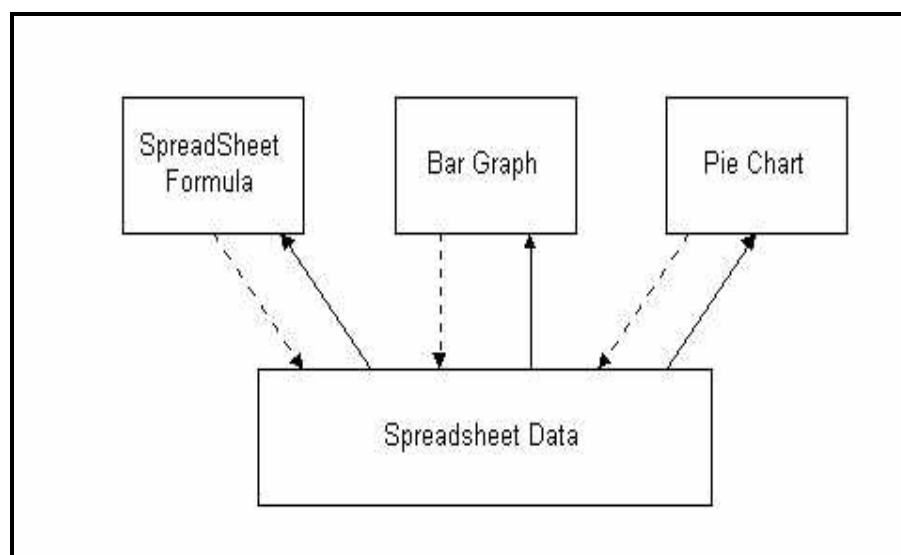 SpreadSheet
Formula
Bar Graph
Pie Chart
Spreadsheet Data